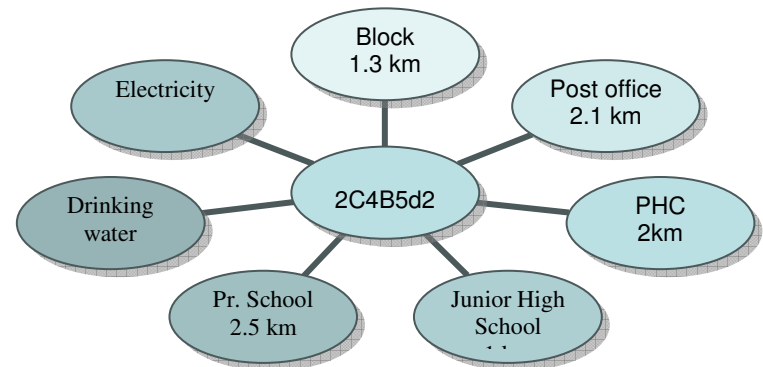 Block
1.3 km
Post office
2.1 km
PHC
2km
Junior High
School
Pr. School
2.5 km
Drinking
water
Electricity
2C4B5d2